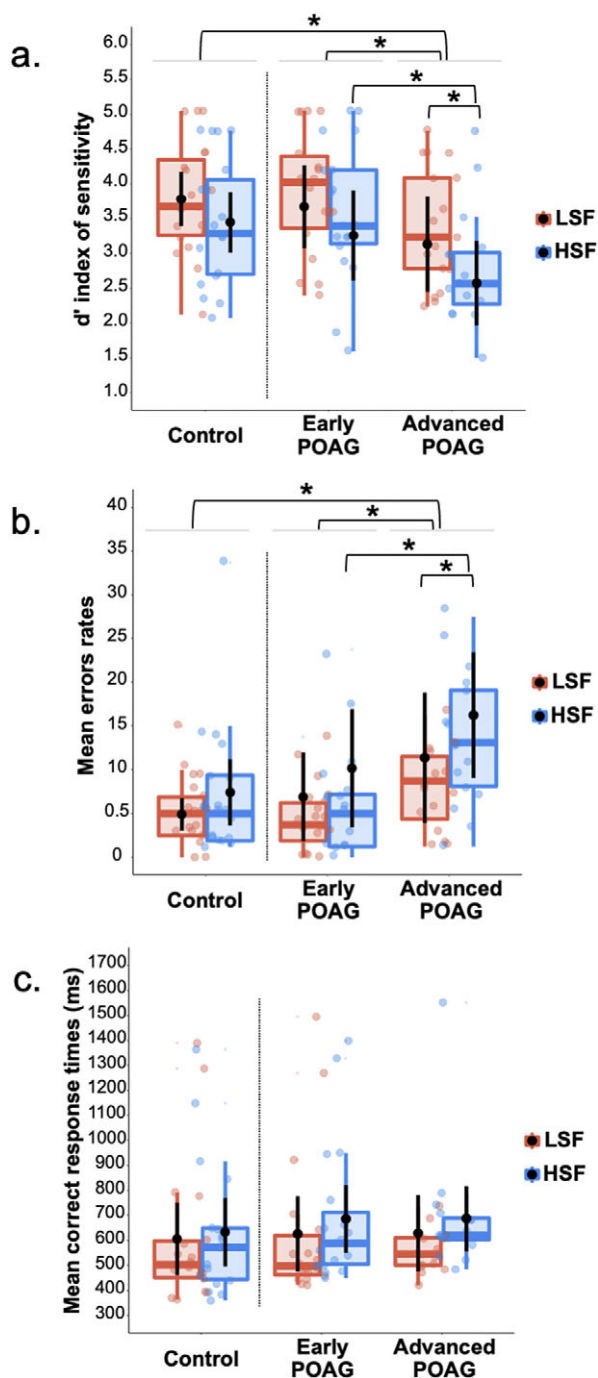 a.
d' index of sensitivity
6.0
5.5
5.0
4.5
4.0
3.5
3.0
2.5
2.0
1.5
1.0
*
*
*
*
LSF
HSF
Control
Early
POAG
Advanced
POAG
b.
Mean errors rates
40
35
25
20
15
10
0.5
0
*
*
*
*
LSF
HSF
Control
Early
POAG
Advanced
POAG
c.
Mean correct response times (ms)
1700
1600
1500
1400
1300
1200
1100
1000
900
800
700
600
500
400
300
LSF
HSF
Control
Early
POAG
Advanced
POAG